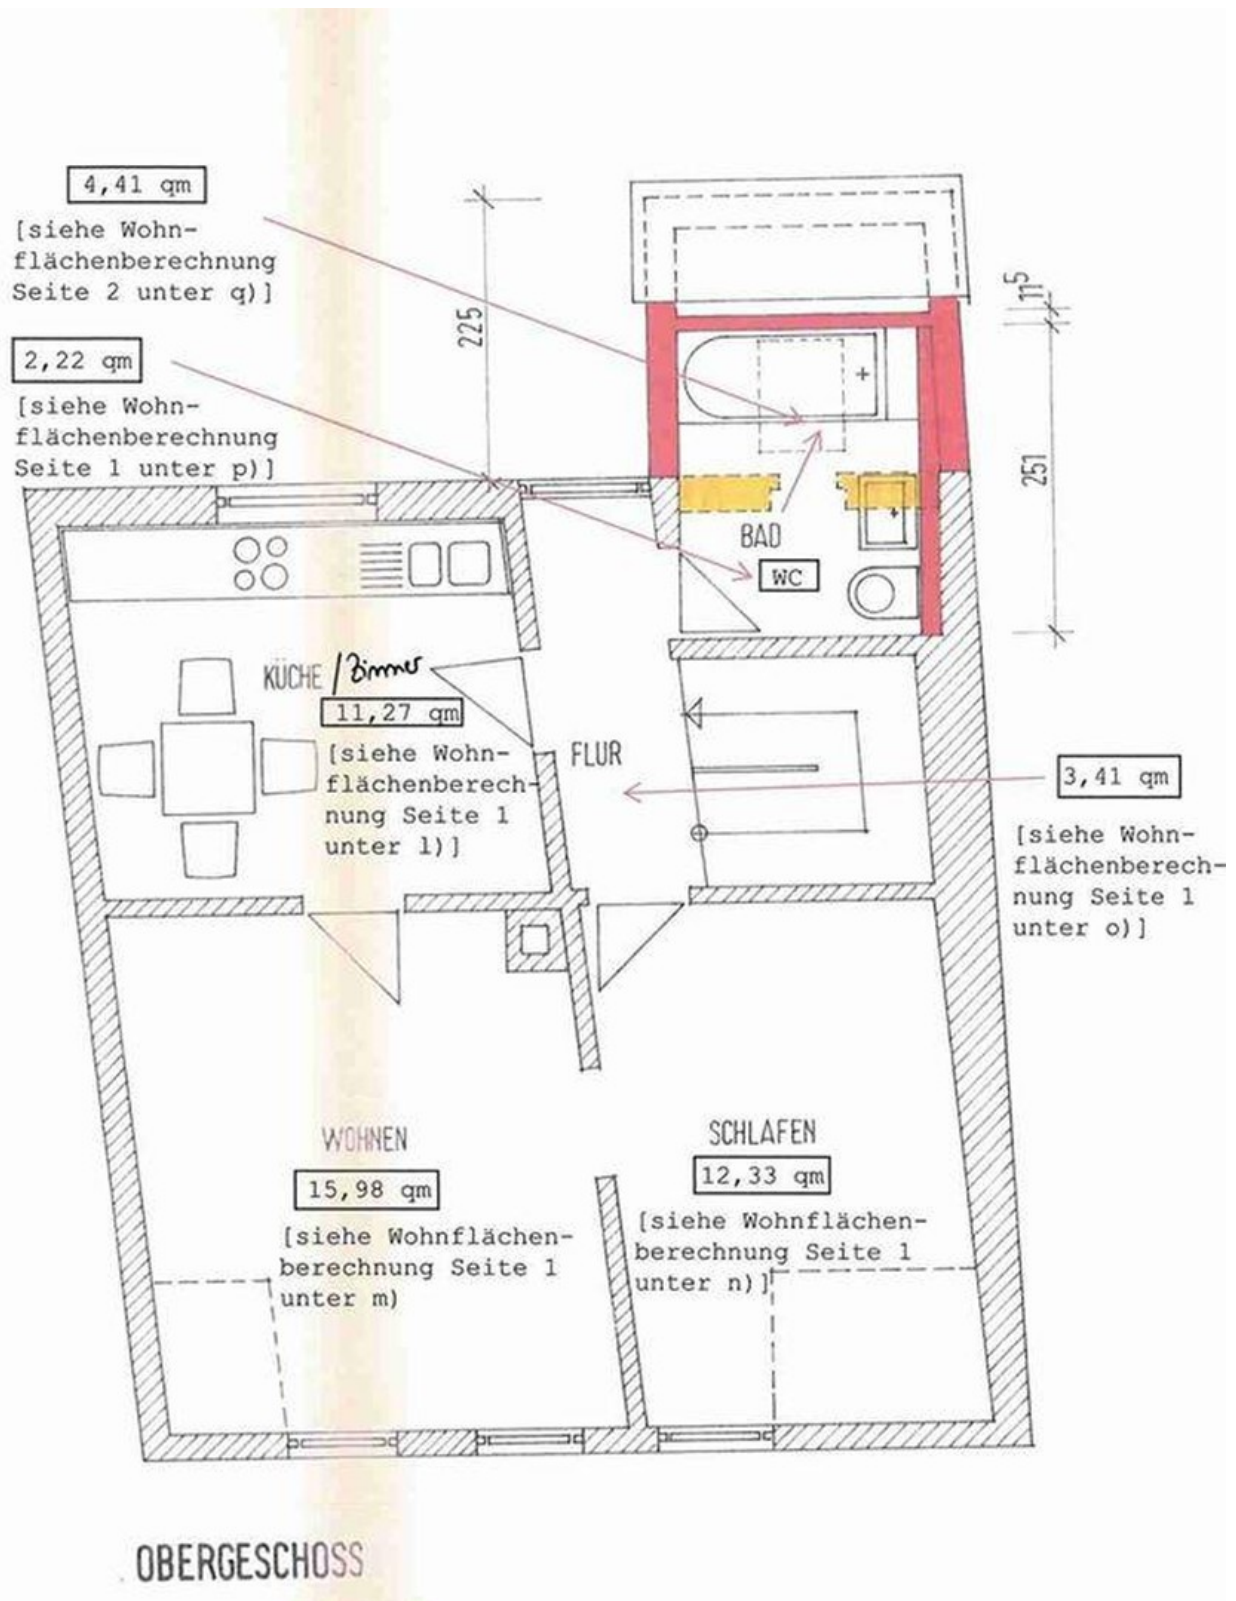 4,41 qm
[siehe Wohn-
flächenberechnung
Seite 2 unter q)]
2,22 qm
[siehe Wohn-
flächenberechnung
Seite 1 unter p)]
225
11⁵
251
BAD
WC
KÜCHE /Zimmer
11,27 qm
[siehe Wohn-
flächenberech-
nung Seite 1
unter l)]
FLUR
3,41 qm
[siehe Wohn-
flächenberech-
nung Seite 1
unter o)]
WOHNEN
15,98 qm
[siehe Wohnflächen-
berechnung Seite 1
unter m)
SCHLAFEN
12,33 qm
[siehe Wohnflächen-
berechnung Seite 1
unter n)]
OBERGESCHOSS